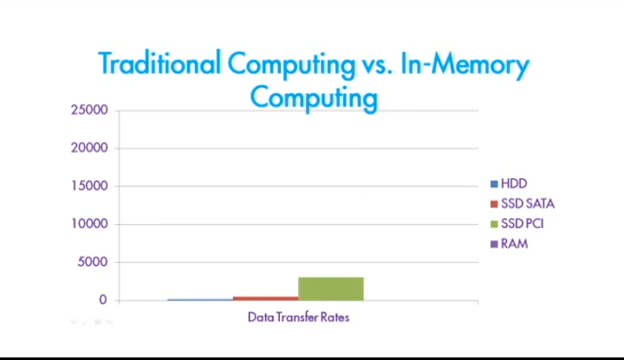 Traditional Computing vs. In-Memory
Computing
25000
20000
15000
10000
5000
0
HDD
SSD SATA
SSD PCI
RAM
Data Transfer Rates